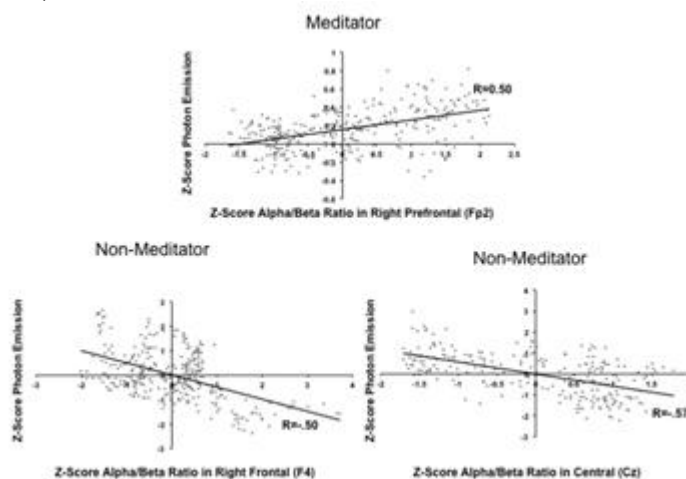 Meditator
Z-Score Photon Emission
R=0.50
Z-Score Alpha/Beta Ratio in Right Prefrontal (Fp2)
Non-Meditator
Z-Score Photon Emission
R=-.50
Z-Score Alpha/Beta Ratio in Right Frontal (F4)
Non-Meditator
Z-Score Photon Emission
R=-.57
Z-Score Alpha/Beta Ratio in Central (Cz)